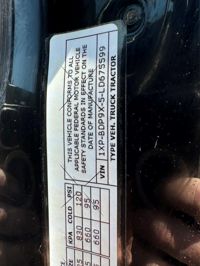 THIS VEHICLE CONFORMS TO ALL
APPLICABLE FEDERAL MOTOR VEHICLE
SAFETY STANDARDS IN EFFECT ON THE
DATE OF MANUFACTURE
VIN 1XP-BDP9X-5-LD675599
TYPE VEH. TRUCK TRACTOR
KPA COLD PSI
830 120
660 95
660 95